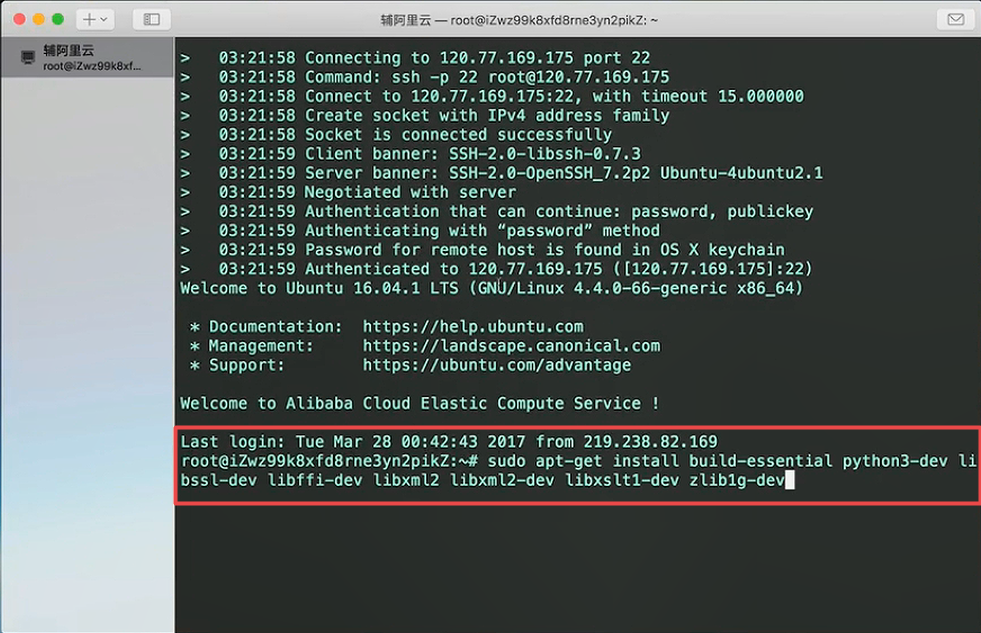 辅阿里云 — root@iZwz99k8xfd8rne3yn2pikZ: ~
辅阿里云
root@iZwz99k8xf...
> 03:21:58 Connecting to 120.77.169.175 port 22
> 03:21:58 Command: ssh -p 22 root@120.77.169.175
> 03:21:58 Connect to 120.77.169.175:22, with timeout 15.000000
> 03:21:58 Create socket with IPv4 address family
> 03:21:58 Socket is connected successfully
> 03:21:59 Client banner: SSH-2.0-libssh-0.7.3
> 03:21:59 Server banner: SSH-2.0-OpenSSH_7.2p2 Ubuntu-4ubuntu2.1
> 03:21:59 Negotiated with server
> 03:21:59 Authentication that can continue: password, publickey
> 03:21:59 Authenticating with “password” method
> 03:21:59 Password for remote host is found in OS X keychain
> 03:21:59 Authenticated to 120.77.169.175 ([120.77.169.175]:22)
Welcome to Ubuntu 16.04.1 LTS (GNU/Linux 4.4.0-66-generic x86_64)
* Documentation: https://help.ubuntu.com
* Management: https://landscape.canonical.com
* Support: https://ubuntu.com/advantage
Welcome to Alibaba Cloud Elastic Compute Service !
Last login: Tue Mar 28 00:42:43 2017 from 219.238.82.169
root@iZwz99k8xfd8rne3yn2pikZ:~# sudo apt-get install build-essential python3-dev li
bssl-dev libffi-dev libxml2 libxml2-dev libxslt1-dev zlib1g-dev